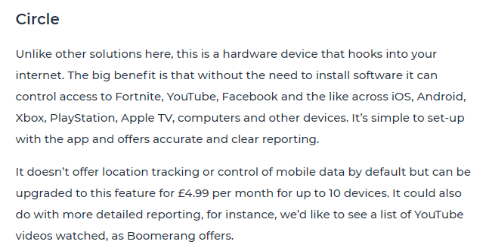 Circle
Unlike other solutions here, this is a hardware device that hooks into your
internet. The big benefit is that without the need to install software it can
control access to Fortnite, YouTube, Facebook and the like across iOS, Android,
Xbox, PlayStation, Apple TV, computers and other devices. It’s simple to set-up
with the app and offers accurate and clear reporting.
It doesn’t offer location tracking or control of mobile data by default but can be
upgraded to this feature for £4.99 per month for up to 10 devices. It could also
do with more detailed reporting, for instance, we’d like to see a list of YouTube
videos watched, as Boomerang offers.